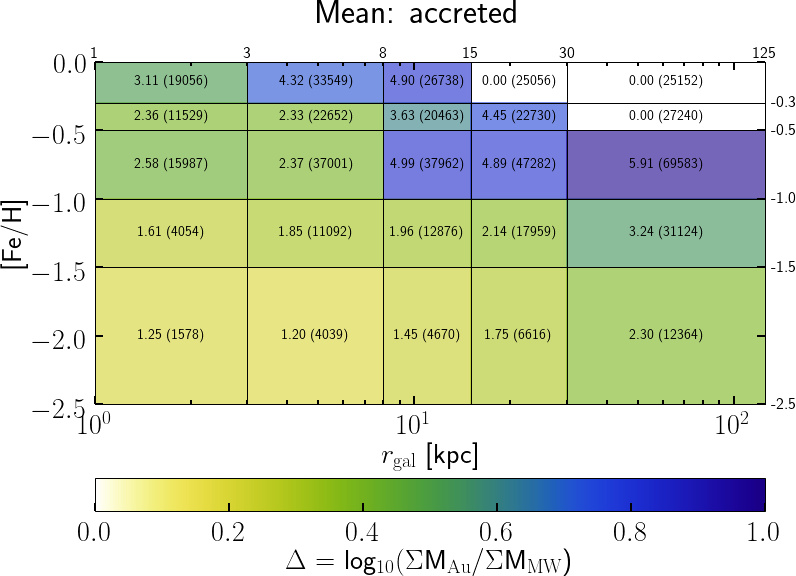 Mean: accreted
1 3 8 15 30 125
0.0 3.11 (19056) 4.32 (33549) 4.90 (26738) 0.00 (25056) 0.00 (25152)
-0.3
2.36 (11529) 2.33 (22652) 3.63 (20463) 4.45 (22730) 0.00 (27240)
−0.5 -0.5
2.58 (15987) 2.37 (37001) 4.99 (37962) 4.89 (47282) 5.91 (69583)
−1.0 -1.0
[Fe/H]
1.61 (4054) 1.85 (11092) 1.96 (12876) 2.14 (17959) 3.24 (31124)
−1.5 -1.5
1.25 (1578) 1.20 (4039) 1.45 (4670) 1.75 (6616) 2.30 (12364)
−2.0
−2.5 -2.5
10⁰ 10¹ 10²
r_gal [kpc]
0.0 0.2 0.4 0.6 0.8 1.0
Δ = log₁₀(ΣM_Au/ΣM_MW)